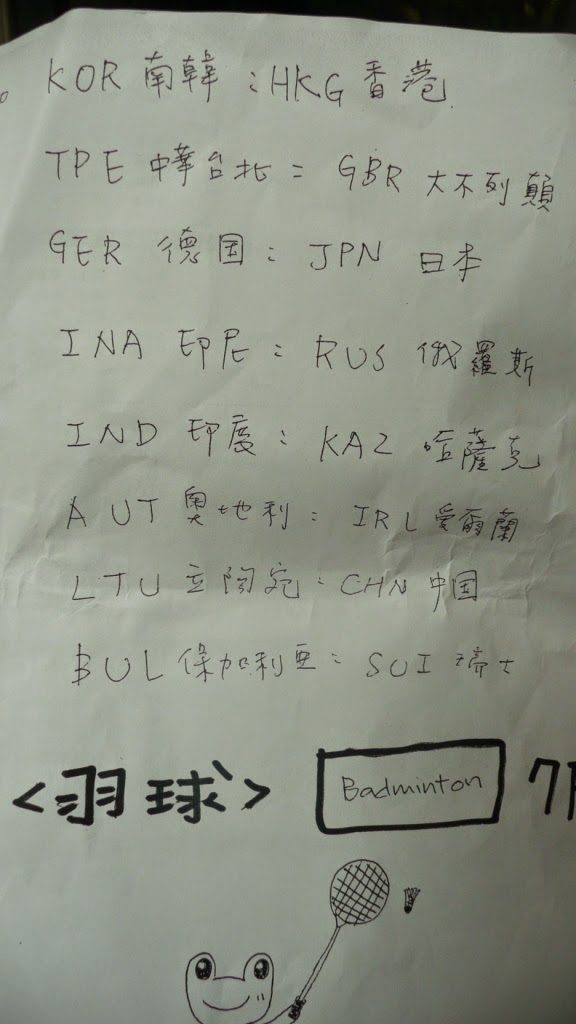 KOR 南韓 : HKG 香港
TPE 中華台北 : GBR 大不列顛
GER 德国 : JPN 日本
INA 印尼 : RUS 俄羅斯
IND 印度 : KAZ 哈薩克
AUT 奧地利 : IRL 愛爾蘭
LTU 立陶宛 : CHN 中国
BUL 保加利亚 : SUI 瑞士
<羽球> Badminton 7